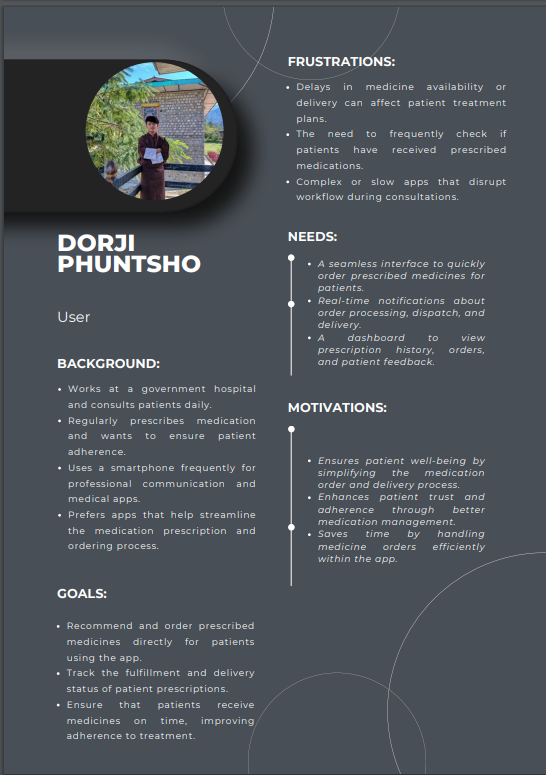 DORJI
PHUNTSHO
User
BACKGROUND:
• Works at a government hospital
and consults patients daily.
• Regularly prescribes medication
and wants to ensure patient
adherence.
• Uses a smartphone frequently for
professional communication and
medical apps.
• Prefers apps that help streamline
the medication prescription and
ordering process.
GOALS:
• Recommend and order prescribed
medicines directly for patients
using the app.
• Track the fulfillment and delivery
status of patient prescriptions.
• Ensure that patients receive
medicines on time, improving
adherence to treatment.
FRUSTRATIONS:
• Delays in medicine availability or
delivery can affect patient treatment
plans.
• The need to frequently check if
patients have received prescribed
medications.
• Complex or slow apps that disrupt
workflow during consultations.
NEEDS:
• A seamless interface to quickly
order prescribed medicines for
patients.
• Real-time notifications about
order processing, dispatch, and
delivery.
• A dashboard to view
prescription history, orders,
and patient feedback.
MOTIVATIONS:
• Ensures patient well-being by
simplifying the medication
order and delivery process.
• Enhances patient trust and
adherence through better
medication management.
• Saves time by handling
medicine orders efficiently
within the app.